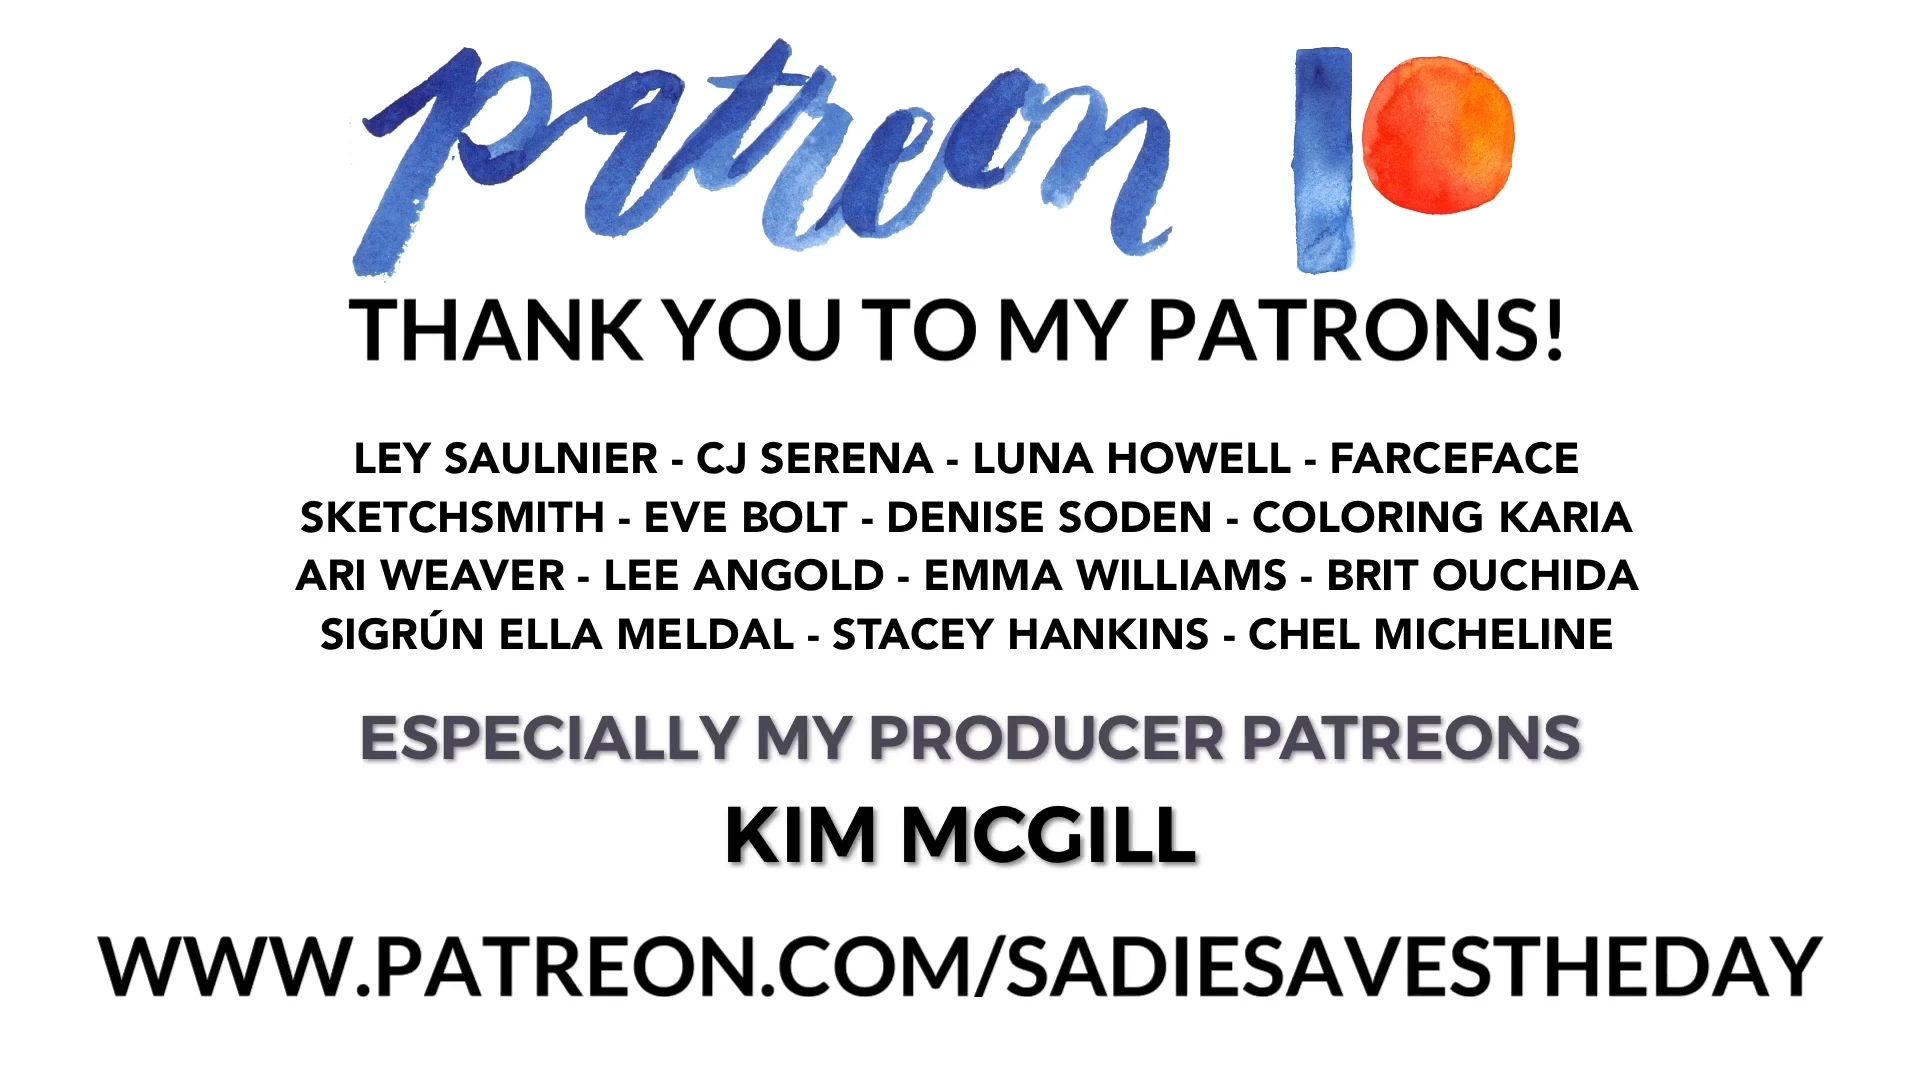 patreon
THANK YOU TO MY PATRONS!
LEY SAULNIER - CJ SERENA - LUNA HOWELL - FARCEFACE
SKETCHSMITH - EVE BOLT - DENISE SODEN - COLORING KARIA
ARI WEAVER - LEE ANGOLD - EMMA WILLIAMS - BRIT OUCHIDA
SIGRÚN ELLA MELDAL - STACEY HANKINS - CHEL MICHELINE
ESPECIALLY MY PRODUCER PATREONS
KIM MCGILL
WWW.PATREON.COM/SADIESAVESTHEDAY